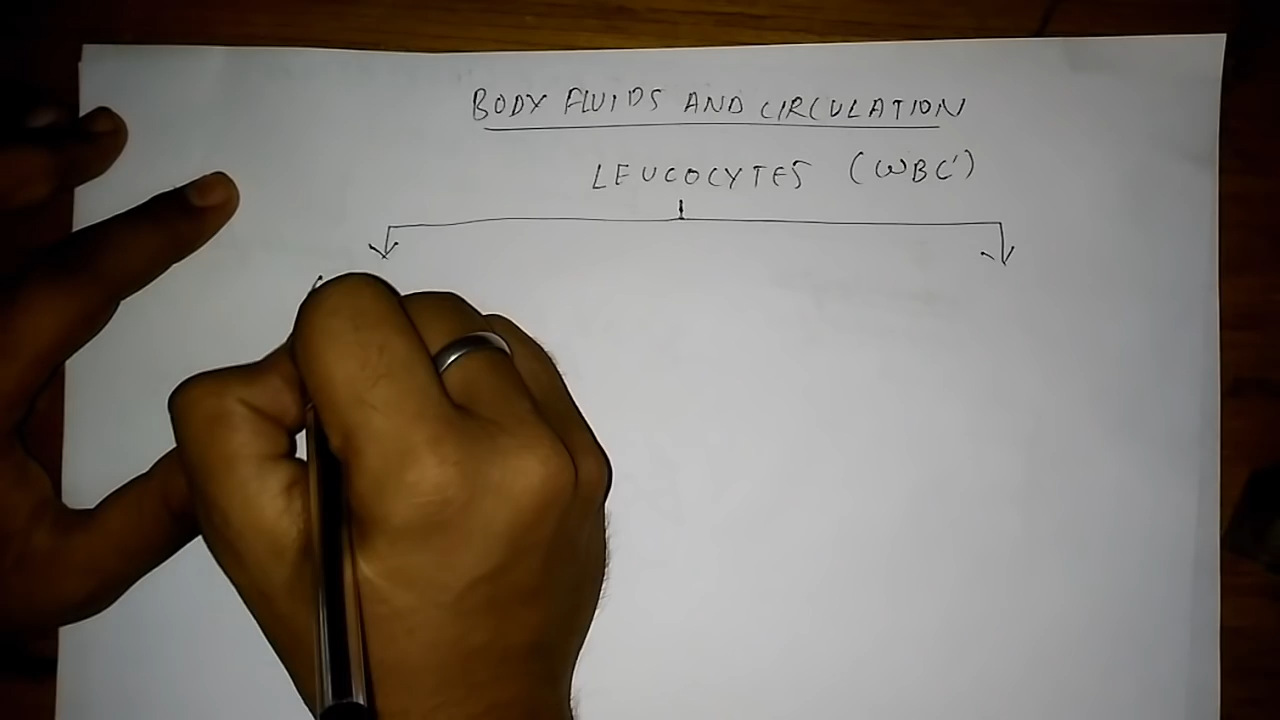 BODY FLUIDS AND CIRCULATION
LEUCOCYTES (WBC')